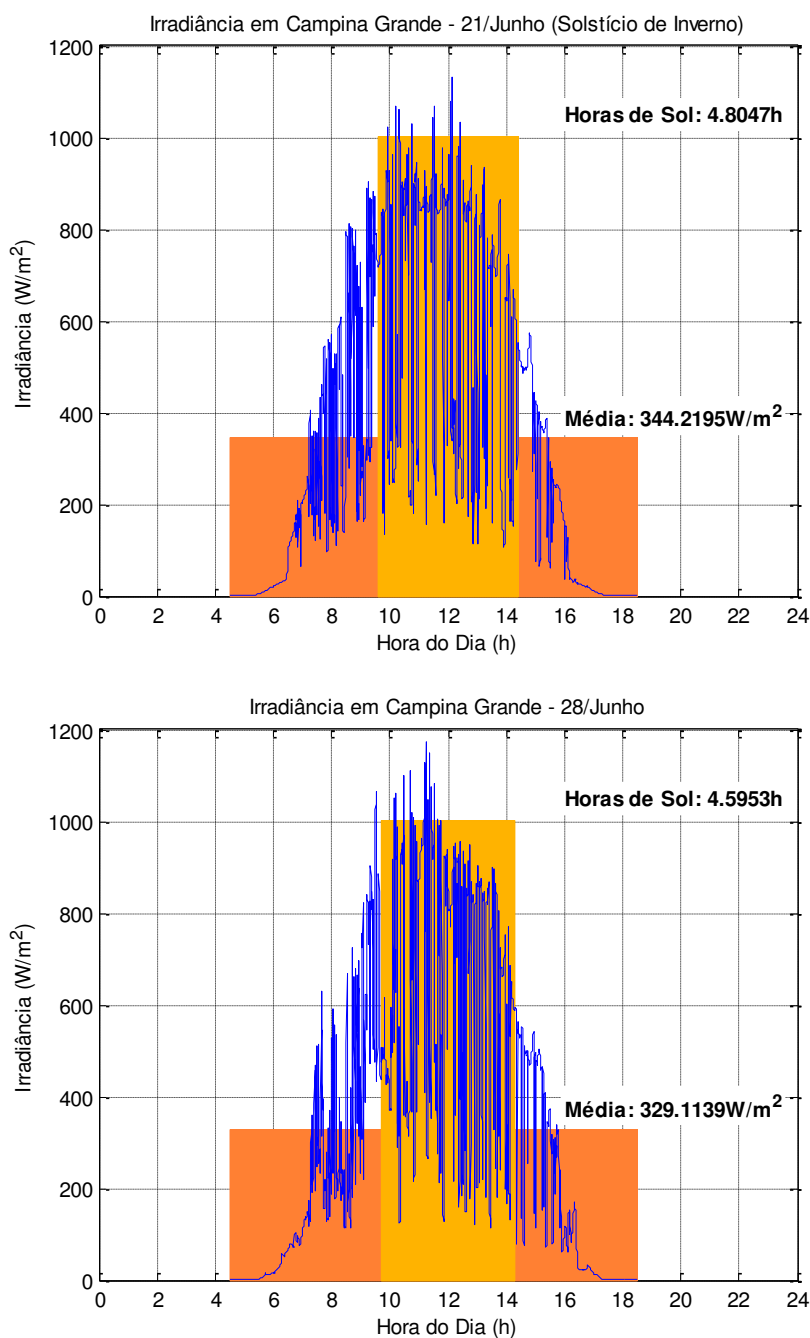 Irradiância em Campina Grande - 21/Junho (Solstício de Inverno)
1200
1000
800
600
400
200
0
Irradiância (W/m²)
Horas de Sol: 4.8047h
Média: 344.2195W/m²
0 2 4 6 8 10 12 14 16 18 20 22 24
Hora do Dia (h)
Irradiância em Campina Grande - 28/Junho
1200
1000
800
600
400
200
0
Irradiância (W/m²)
Horas de Sol: 4.5953h
Média: 329.1139W/m²
0 2 4 6 8 10 12 14 16 18 20 22 24
Hora do Dia (h)